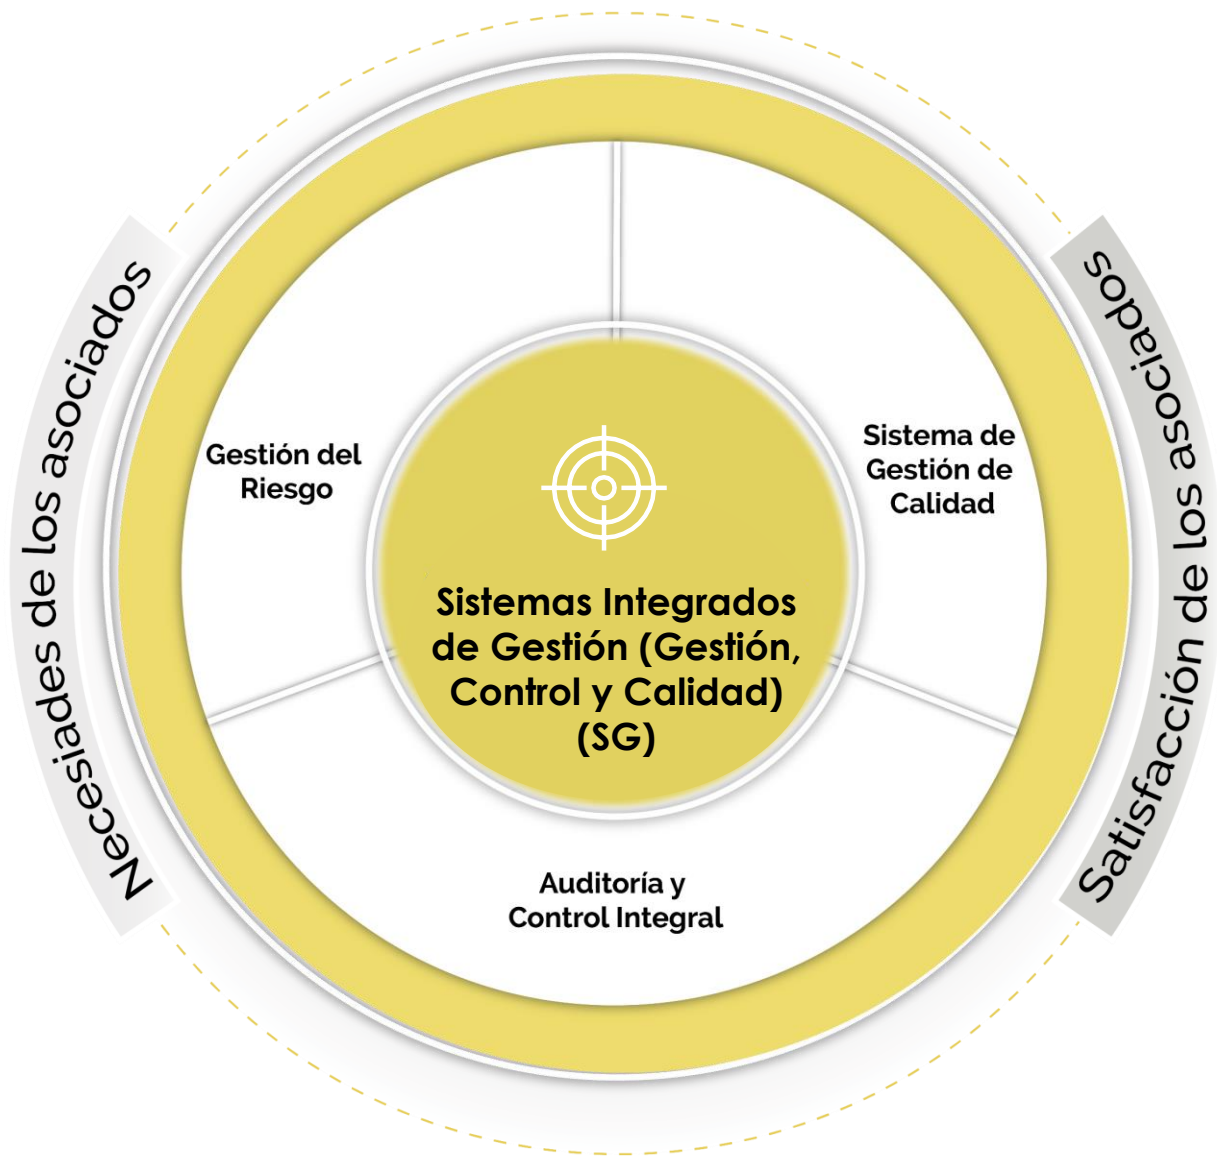 Necesiades de los asociados
Gestión del
Riesgo
Sistemas Integrados
de Gestión (Gestión,
Control y Calidad)
(SG)
Sistema de
Gestión de
Calidad
Auditoría y
Control Integral
Satisfacción de los asociados